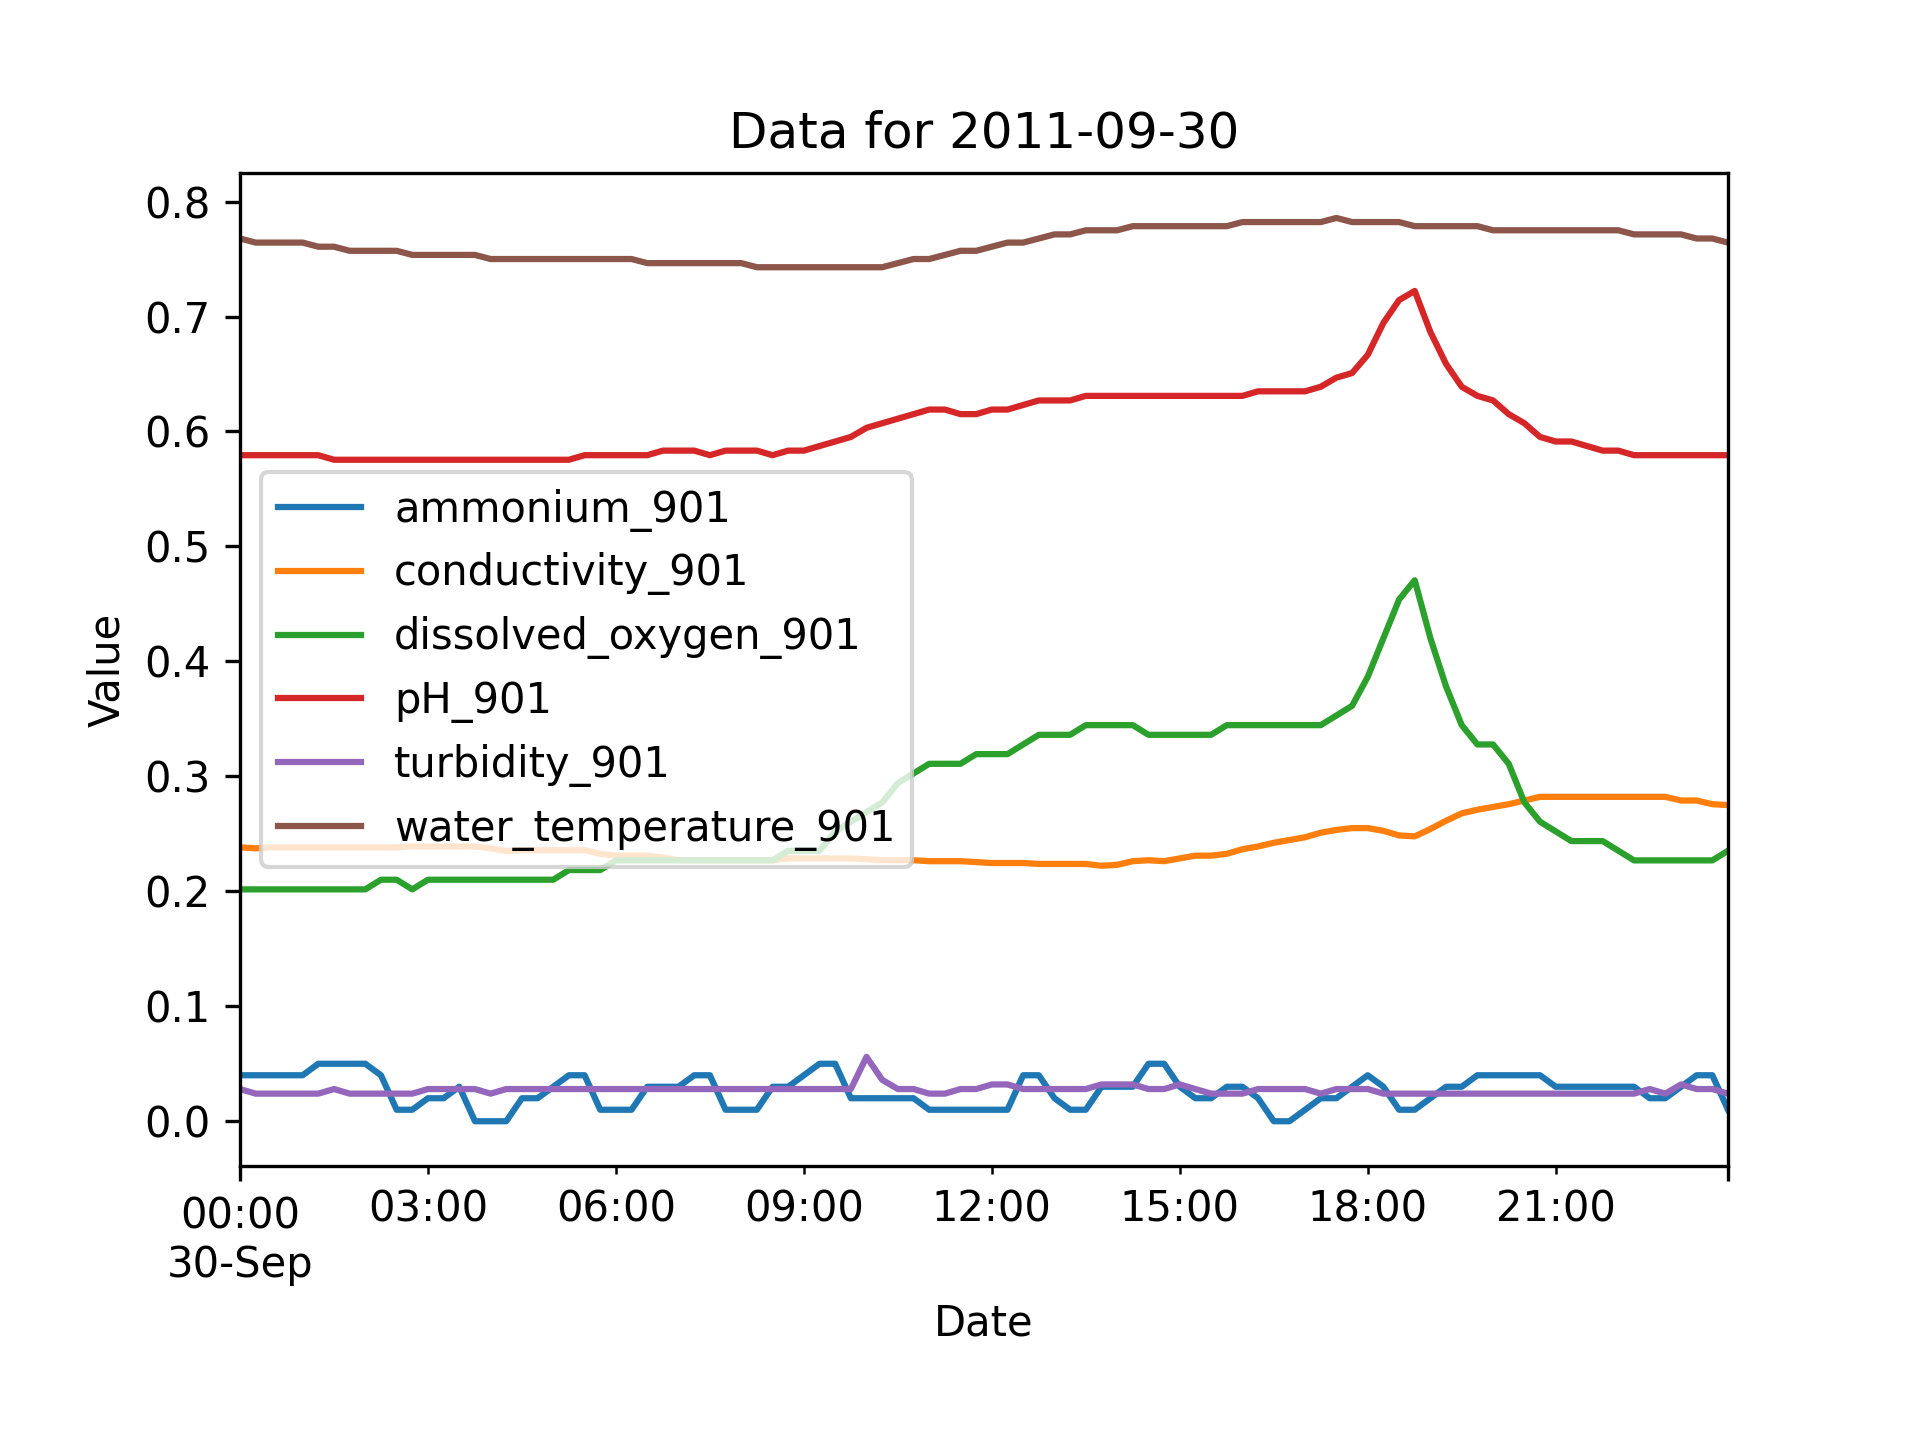 Data for 2011-09-30
0.8
0.7
0.6
0.5
0.4
0.3
0.2
0.1
0.0
Value
ammonium_901
conductivity_901
dissolved_oxygen_901
pH_901
turbidity_901
water_temperature_901
00:00 03:00 06:00 09:00 12:00 15:00 18:00 21:00
30-Sep
Date